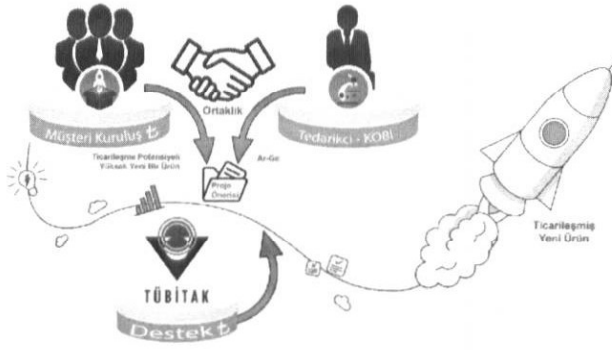 Ortaklık
Müşteri Kuruluş ₺
Tedarikci - KOBİ
Ticarileşme Potansiyeli
Yüksek Yeni Bir Ürün
Ar-Ge
Proje
Önerisi
Ticarileşmiş
Yeni Ürün
TÜBİTAK
Destek ₺